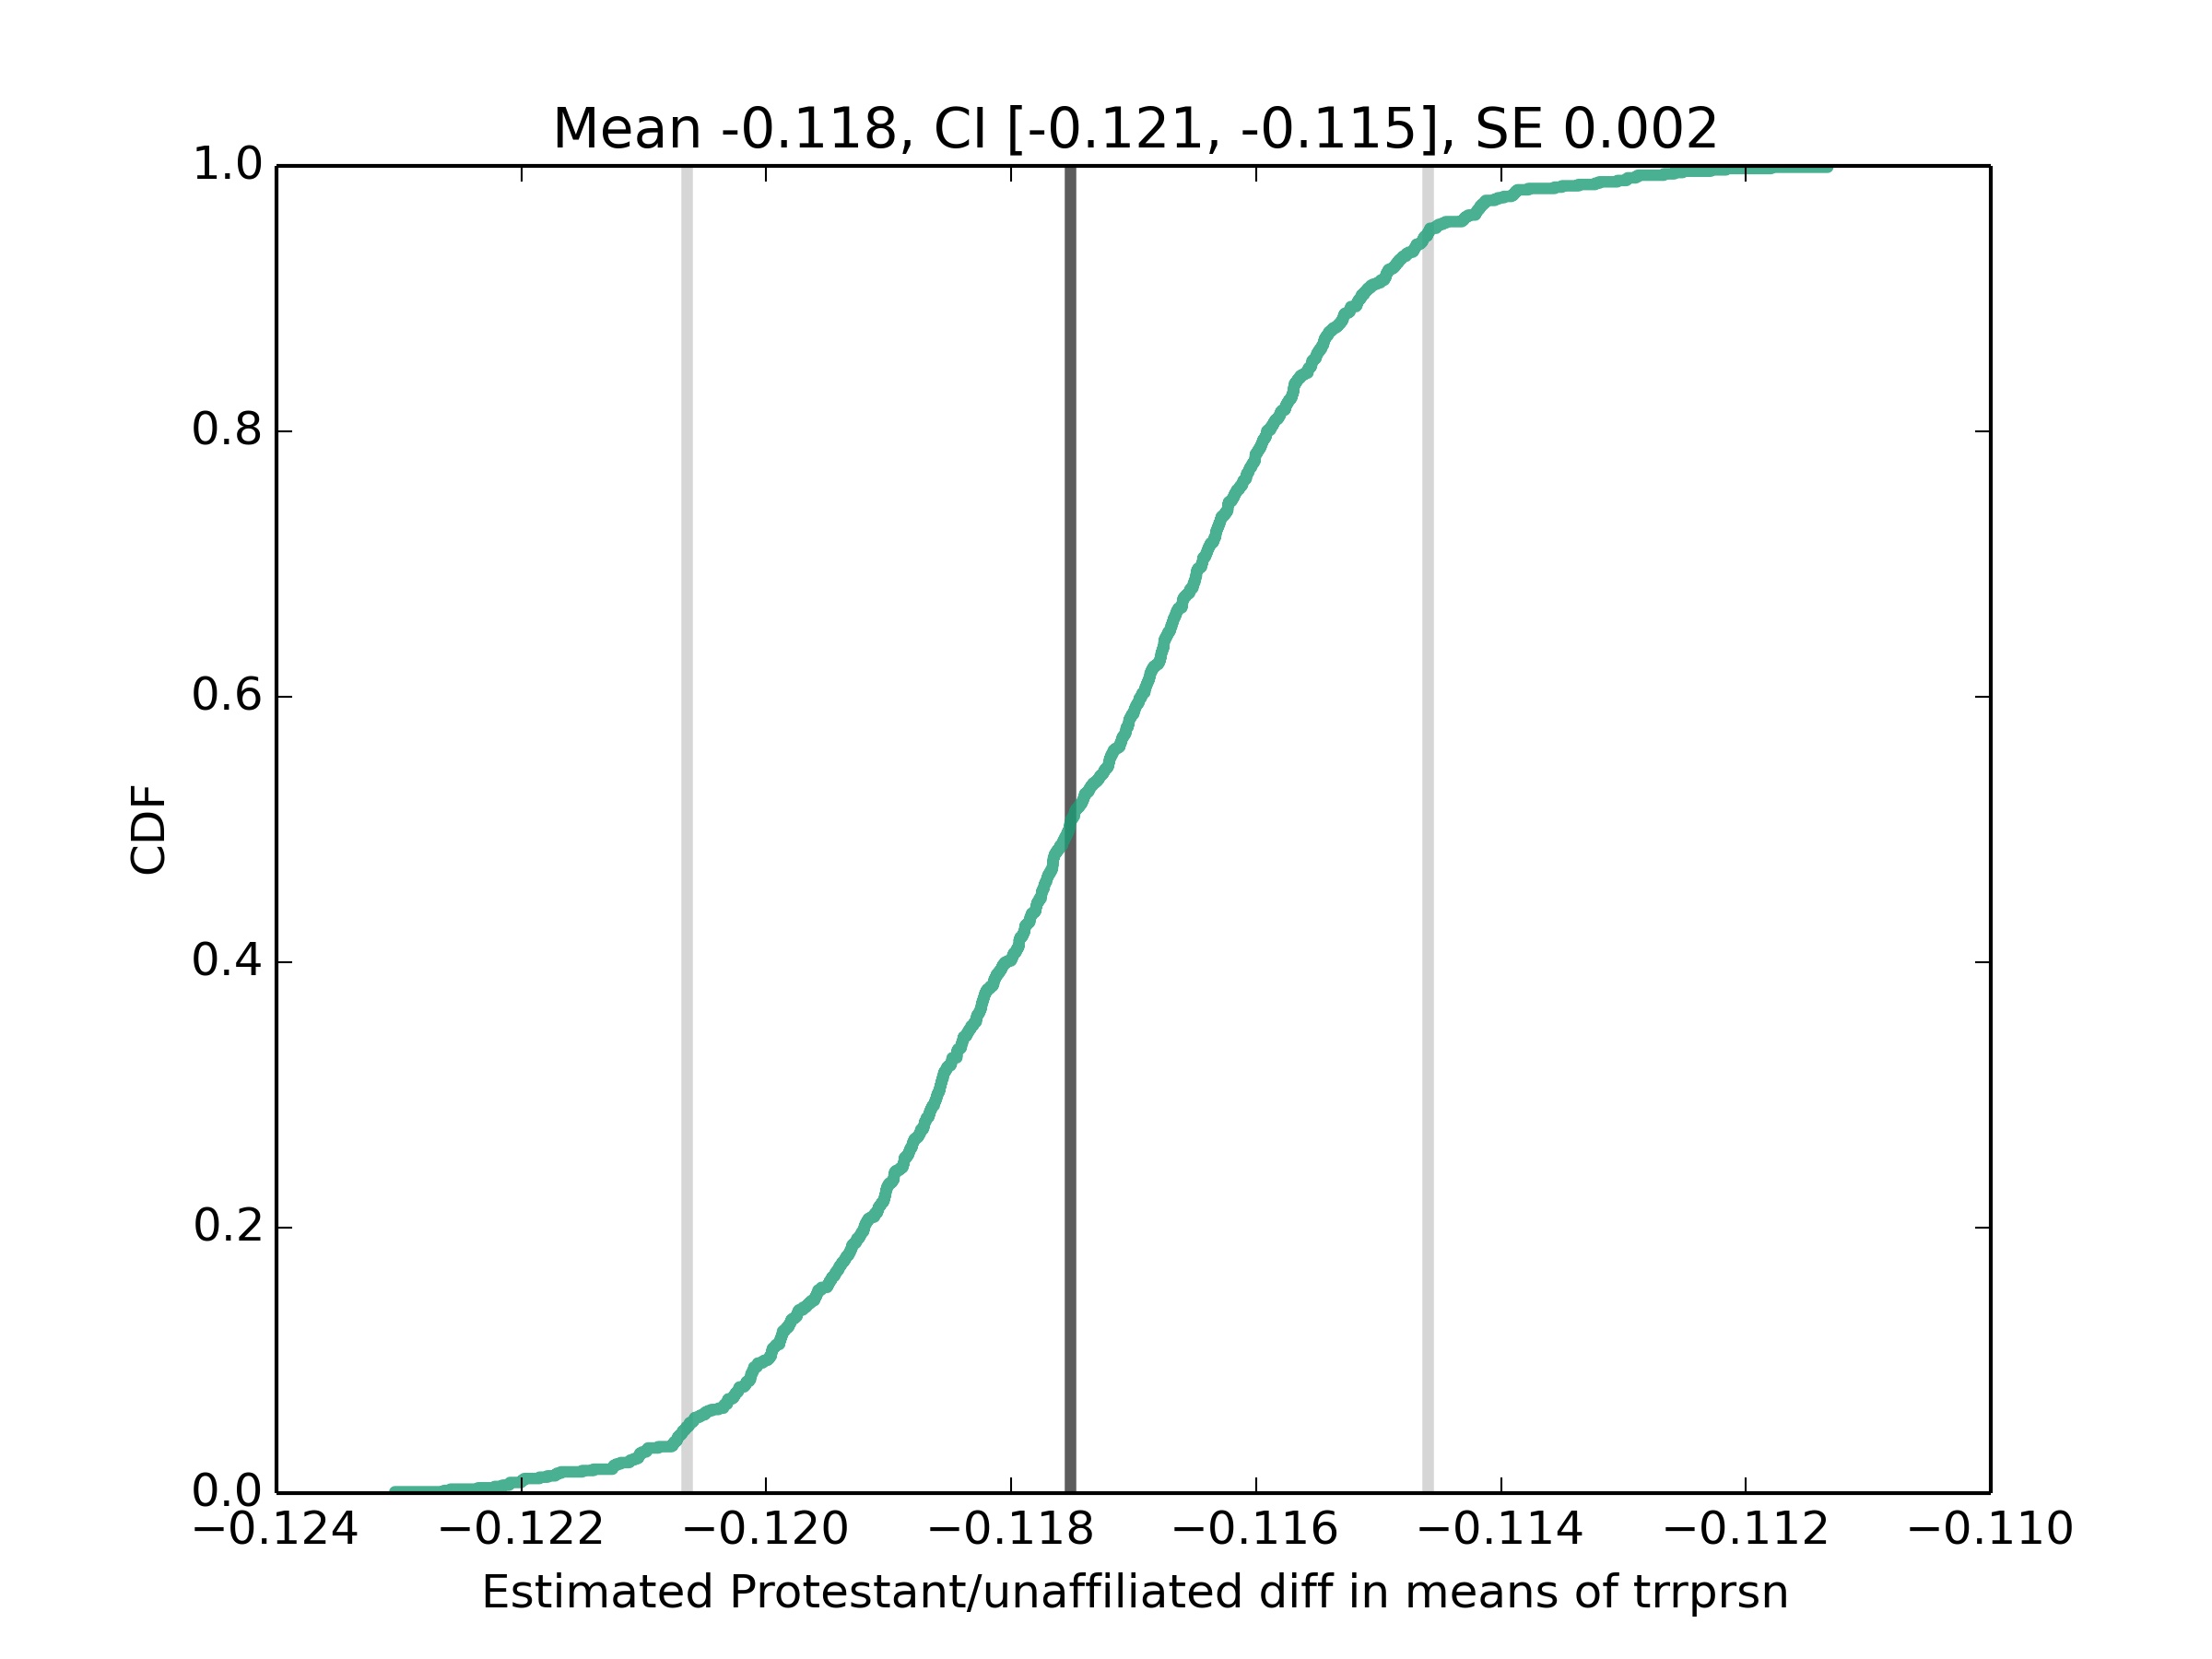 Mean -0.118, CI [-0.121, -0.115], SE 0.002
1.0
0.8
0.6
0.4
0.2
0.0
CDF
−0.124 −0.122 −0.120 −0.118 −0.116 −0.114 −0.112 −0.110
Estimated Protestant/unaffiliated diff in means of trrprsn